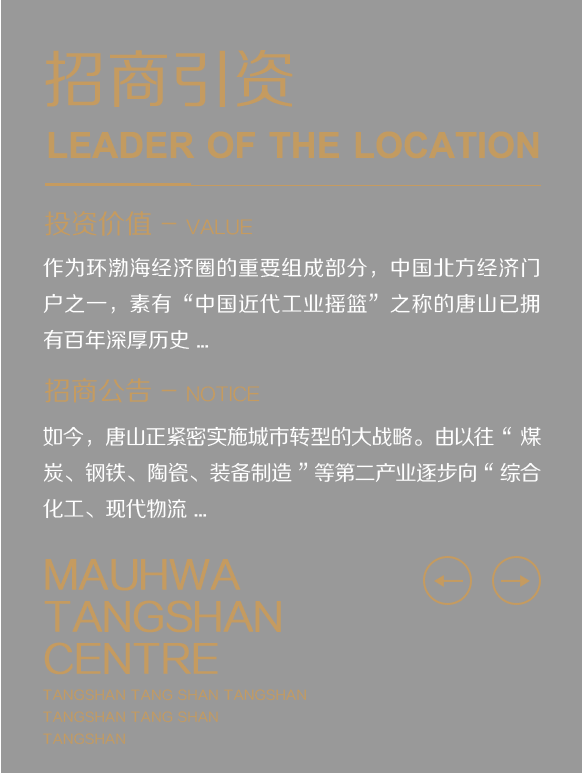 招商引资
LEADER OF THE LOCATION
投资价值 — VALUE
作为环渤海经济圈的重要组成部分，中国北方经济门
户之一，素有“中国近代工业摇篮”之称的唐山已拥
有百年深厚历史 ...
招商公告 — NOTICE
如今，唐山正紧密实施城市转型的大战略。由以往 “ 煤
炭、钢铁、陶瓷、装备制造 ” 等第二产业逐步向 “ 综合
化工、现代物流 ...
MAUHWA
TANGSHAN
CENTRE
TANGSHAN TANG SHAN TANGSHAN
TANGSHAN TANG SHAN
TANGSHAN